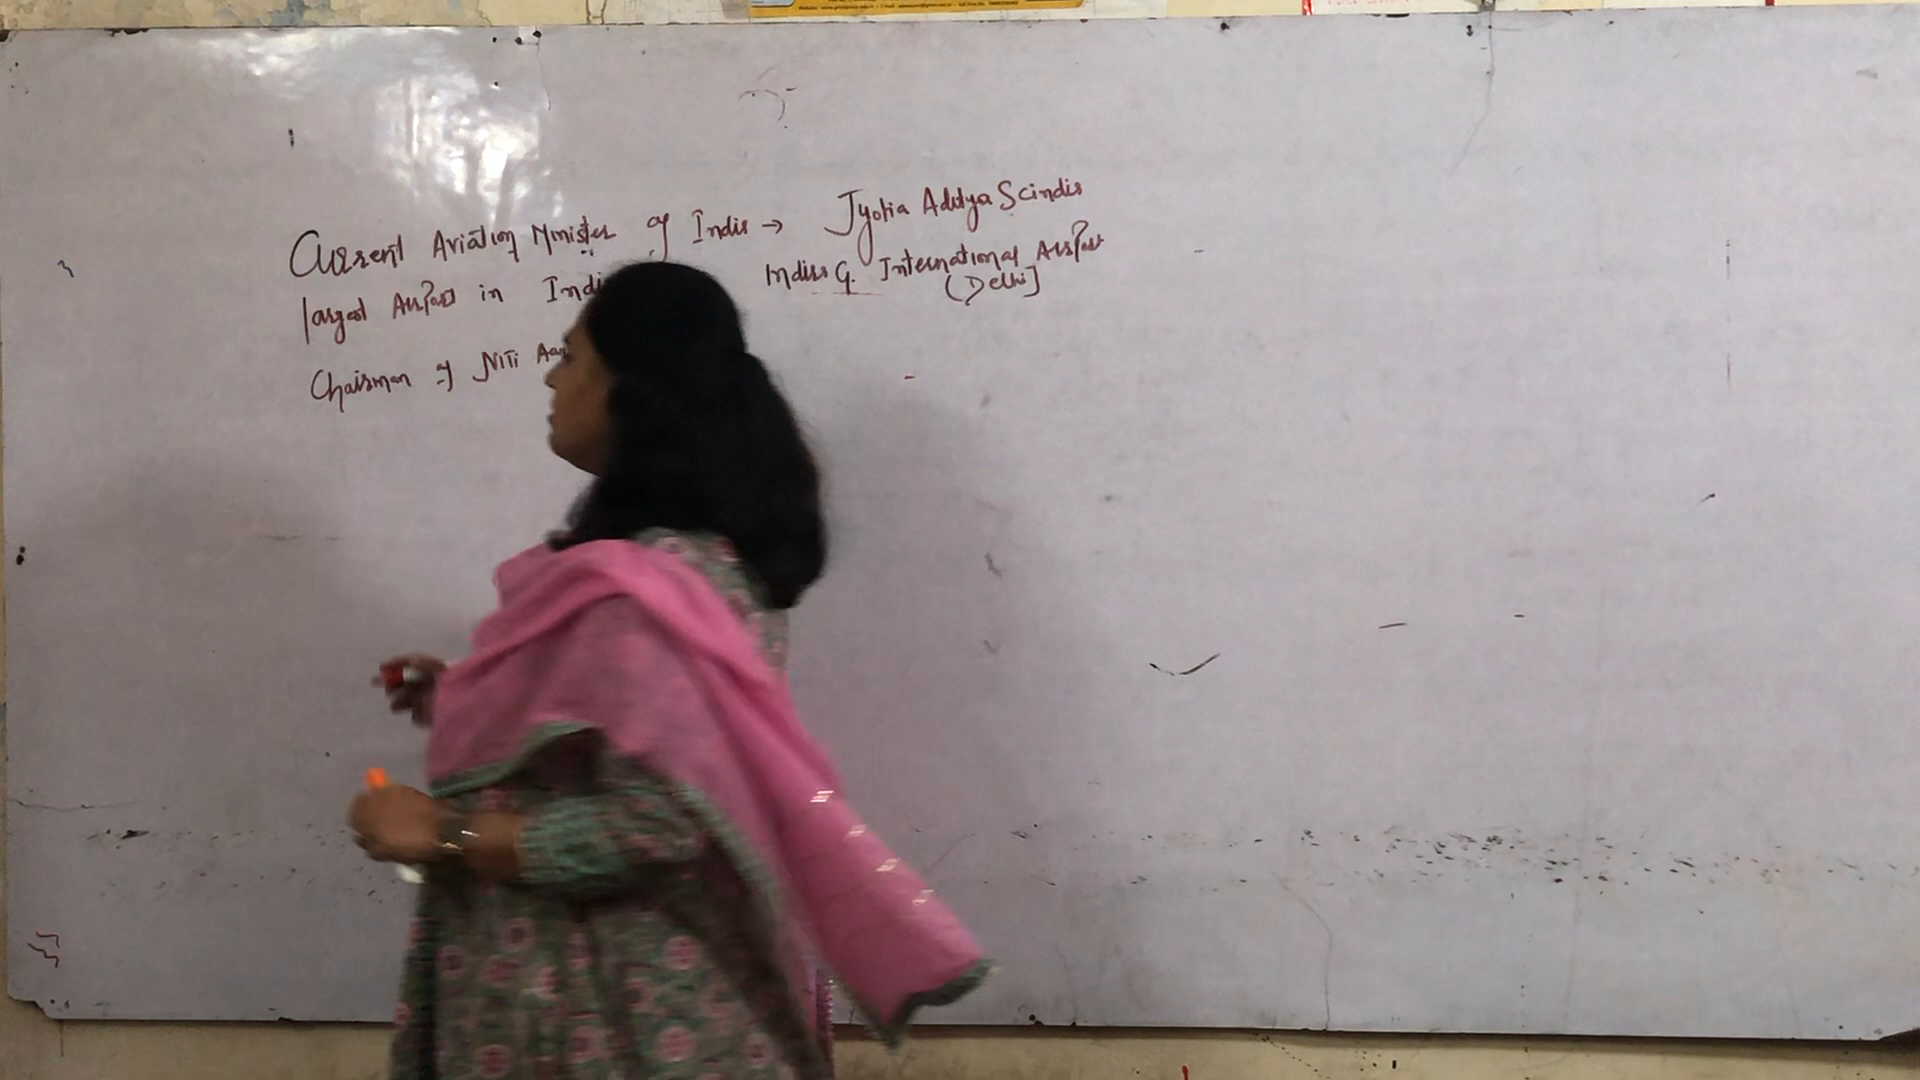 Current Aviation Minister of India → Jyotia Aditya Scindia
largest Airport in Indi Indira G. International Airport
(Delhi]
Chairman of NITI Aa